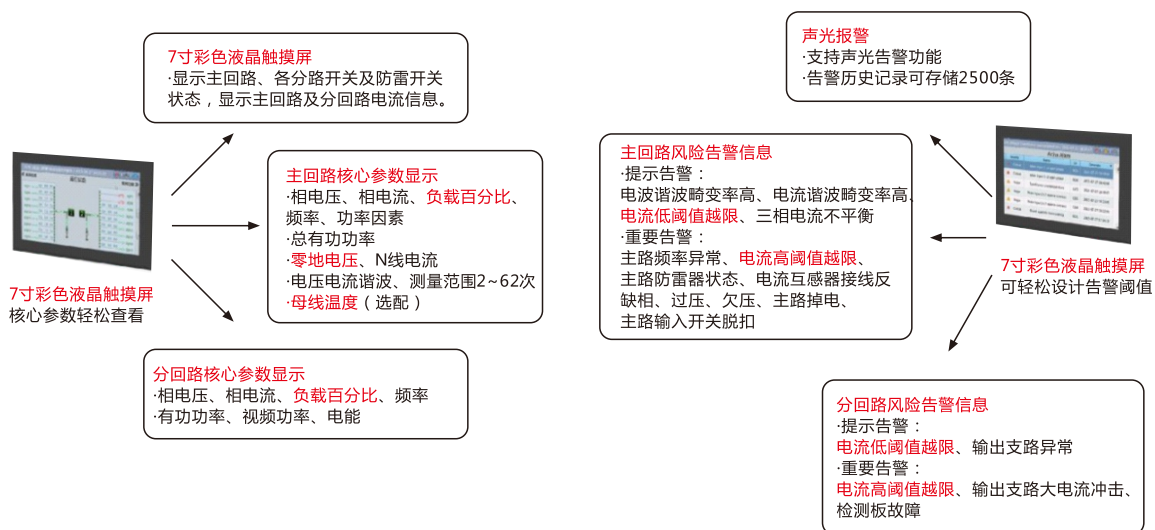 7寸彩色液晶触摸屏
·显示主回路、各分路开关及防雷开关
状态，显示主回路及分回路电流信息。
主回路核心参数显示
·相电压、相电流、负载百分比、
频率、功率因素
·总有功功率
·零地电压、N线电流
·电压电流谐波、测量范围2~62次
·母线温度（选配）
7寸彩色液晶触摸屏
核心参数轻松查看
分回路核心参数显示
·相电压、相电流、负载百分比、频率
·有功功率、视频功率、电能
声光报警
·支持声光告警功能
·告警历史记录可存储2500条
主回路风险告警信息
·提示告警：
电波谐波畸变率高、电流谐波畸变率高、
电流低阈值越限、三相电流不平衡
·重要告警：
主路频率异常、电流高阈值越限、
主路防雷器状态、电流互感器接线反
缺相、过压、欠压、主路掉电、
主路输入开关脱扣
7寸彩色液晶触摸屏
可轻松设计告警阈值
分回路风险告警信息
·提示告警：
电流低阈值越限、输出支路异常
·重要告警：
电流高阈值越限、输出支路大电流冲击、
检测板故障